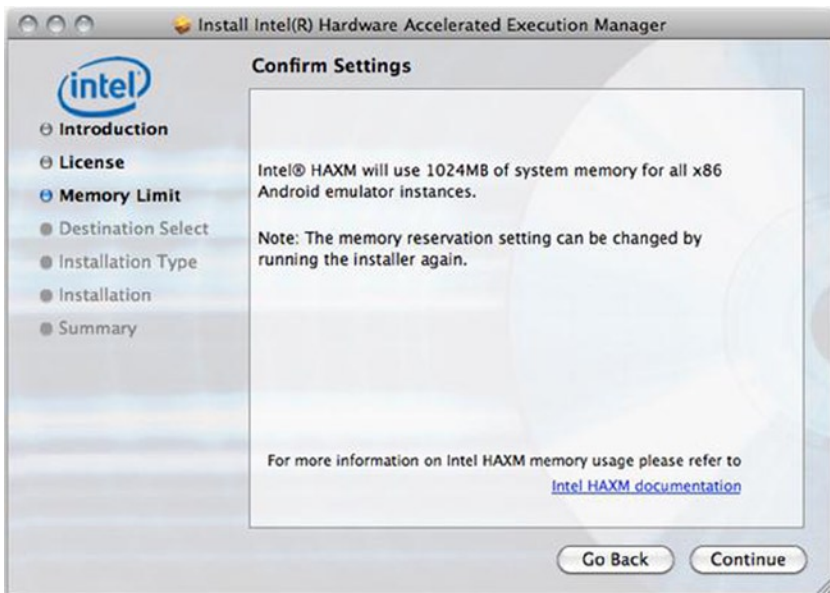 Install Intel(R) Hardware Accelerated Execution Manager
intel
Introduction
License
Memory Limit
Destination Select
Installation Type
Installation
Summary
Confirm Settings
Intel® HAXM will use 1024MB of system memory for all x86
Android emulator instances.
Note: The memory reservation setting can be changed by
running the installer again.
For more information on Intel HAXM memory usage please refer to
Intel HAXM documentation
Go Back
Continue